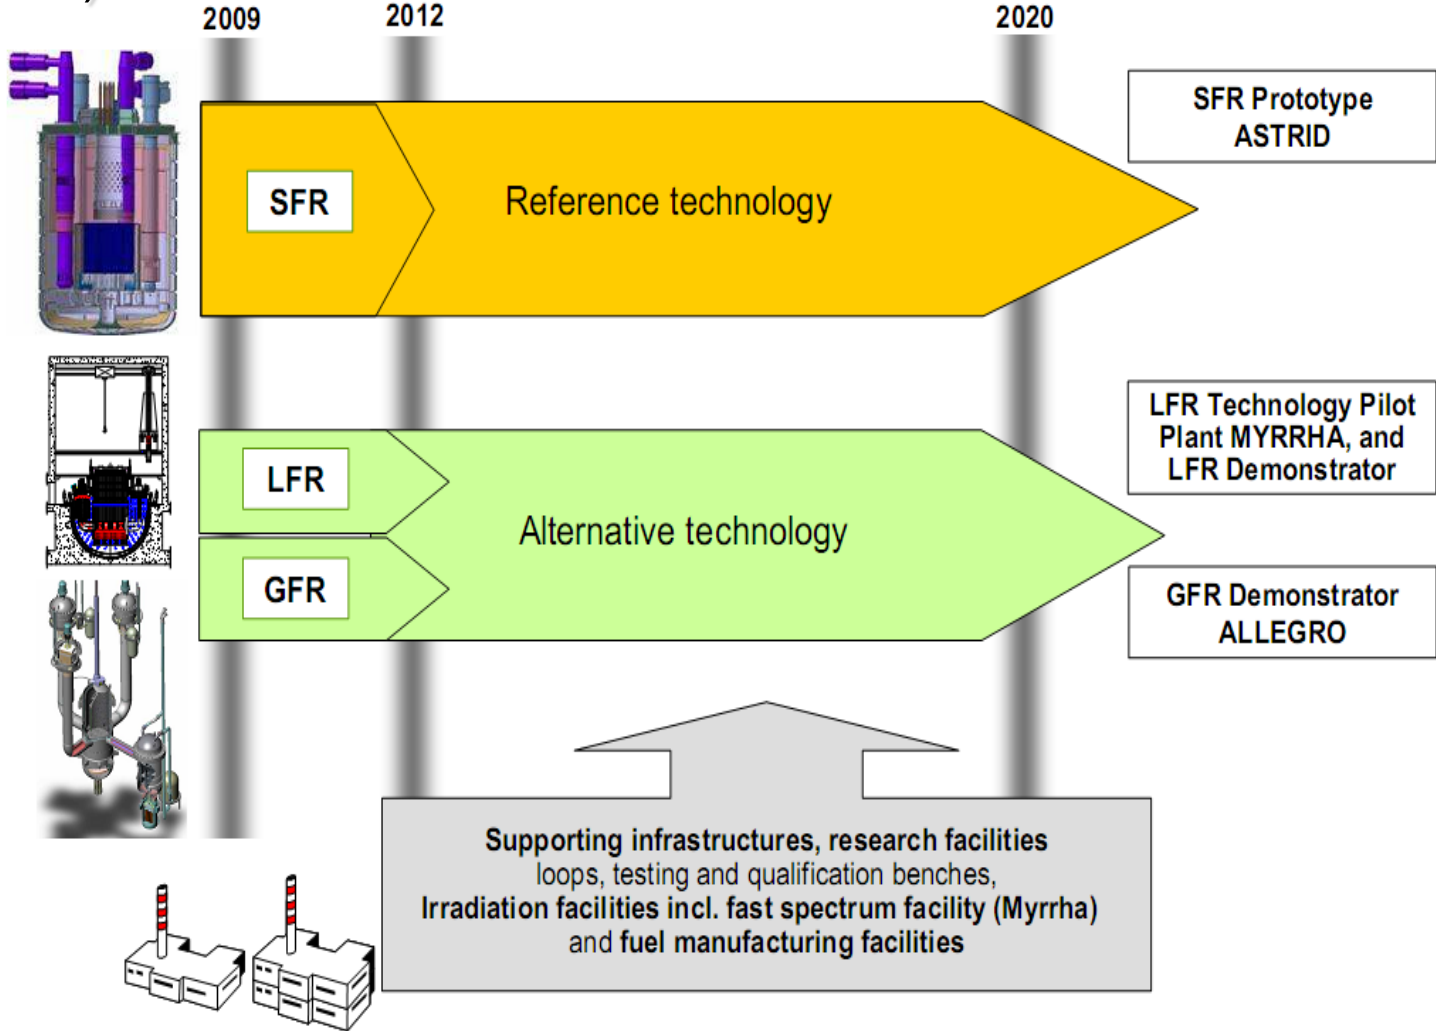 2009
2012
2020
SFR Prototype
ASTRID
SFR
Reference technology
LFR Technology Pilot
Plant MYRRHA, and
LFR Demonstrator
LFR
Alternative technology
GFR
GFR Demonstrator
ALLEGRO
Supporting infrastructures, research facilities
loops, testing and qualification benches,
Irradiation facilities incl. fast spectrum facility (Myrrha)
and fuel manufacturing facilities